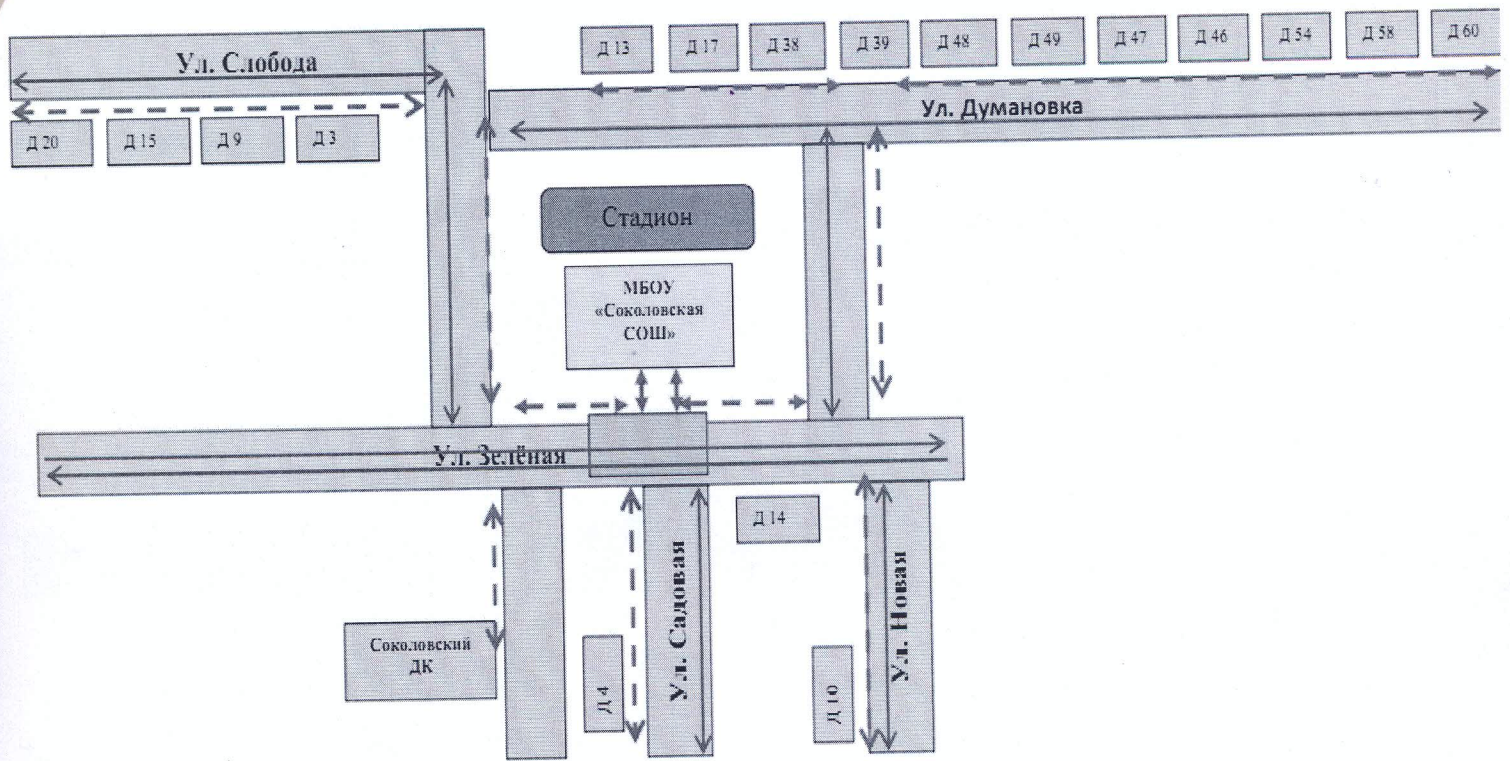 Ул. Слобода
Д 13
Д 17
Д 38
Д 39
Д 48
Д 49
Д 47
Д 46
Д 54
Д 58
Д 60
Ул. Думановка
Д 20
Д 15
Д 9
Д 3
Стадион
МБОУ
«Соколовская
СОШ»
Ул. Зелёная
Д 14
Соколовский
ДК
Д 4
Ул. Садовая
Д 10
Ул. Новая